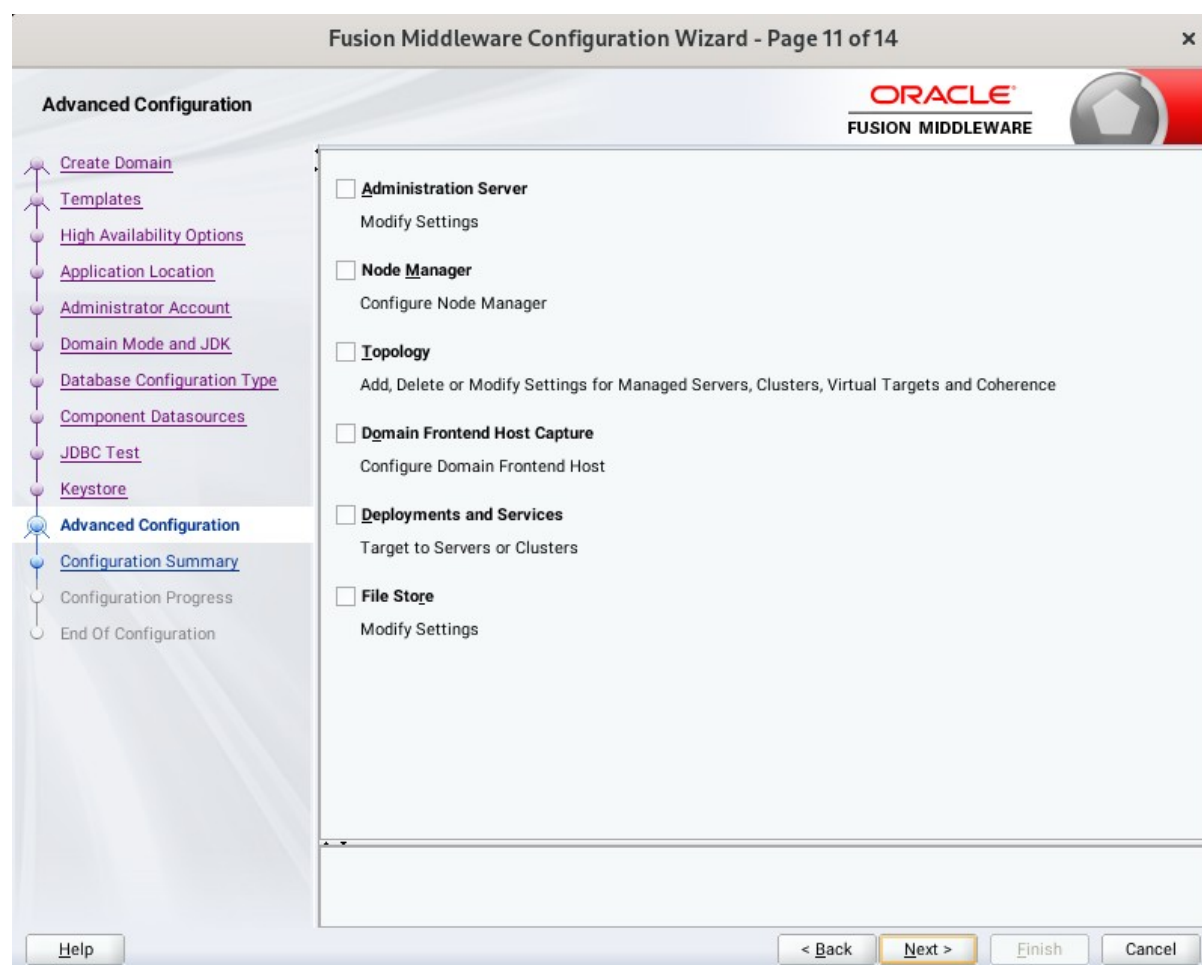 Fusion Middleware Configuration Wizard - Page 11 of 14
×
Advanced Configuration
ORACLE
FUSION MIDDLEWARE
Create Domain
Templates
High Availability Options
Application Location
Administrator Account
Domain Mode and JDK
Database Configuration Type
Component Datasources
JDBC Test
Keystore
Advanced Configuration
Configuration Summary
Configuration Progress
End Of Configuration
Administration Server
Modify Settings
Node Manager
Configure Node Manager
Topology
Add, Delete or Modify Settings for Managed Servers, Clusters, Virtual Targets and Coherence
Domain Frontend Host Capture
Configure Domain Frontend Host
Deployments and Services
Target to Servers or Clusters
File Store
Modify Settings
Help
< Back
Next >
Finish
Cancel